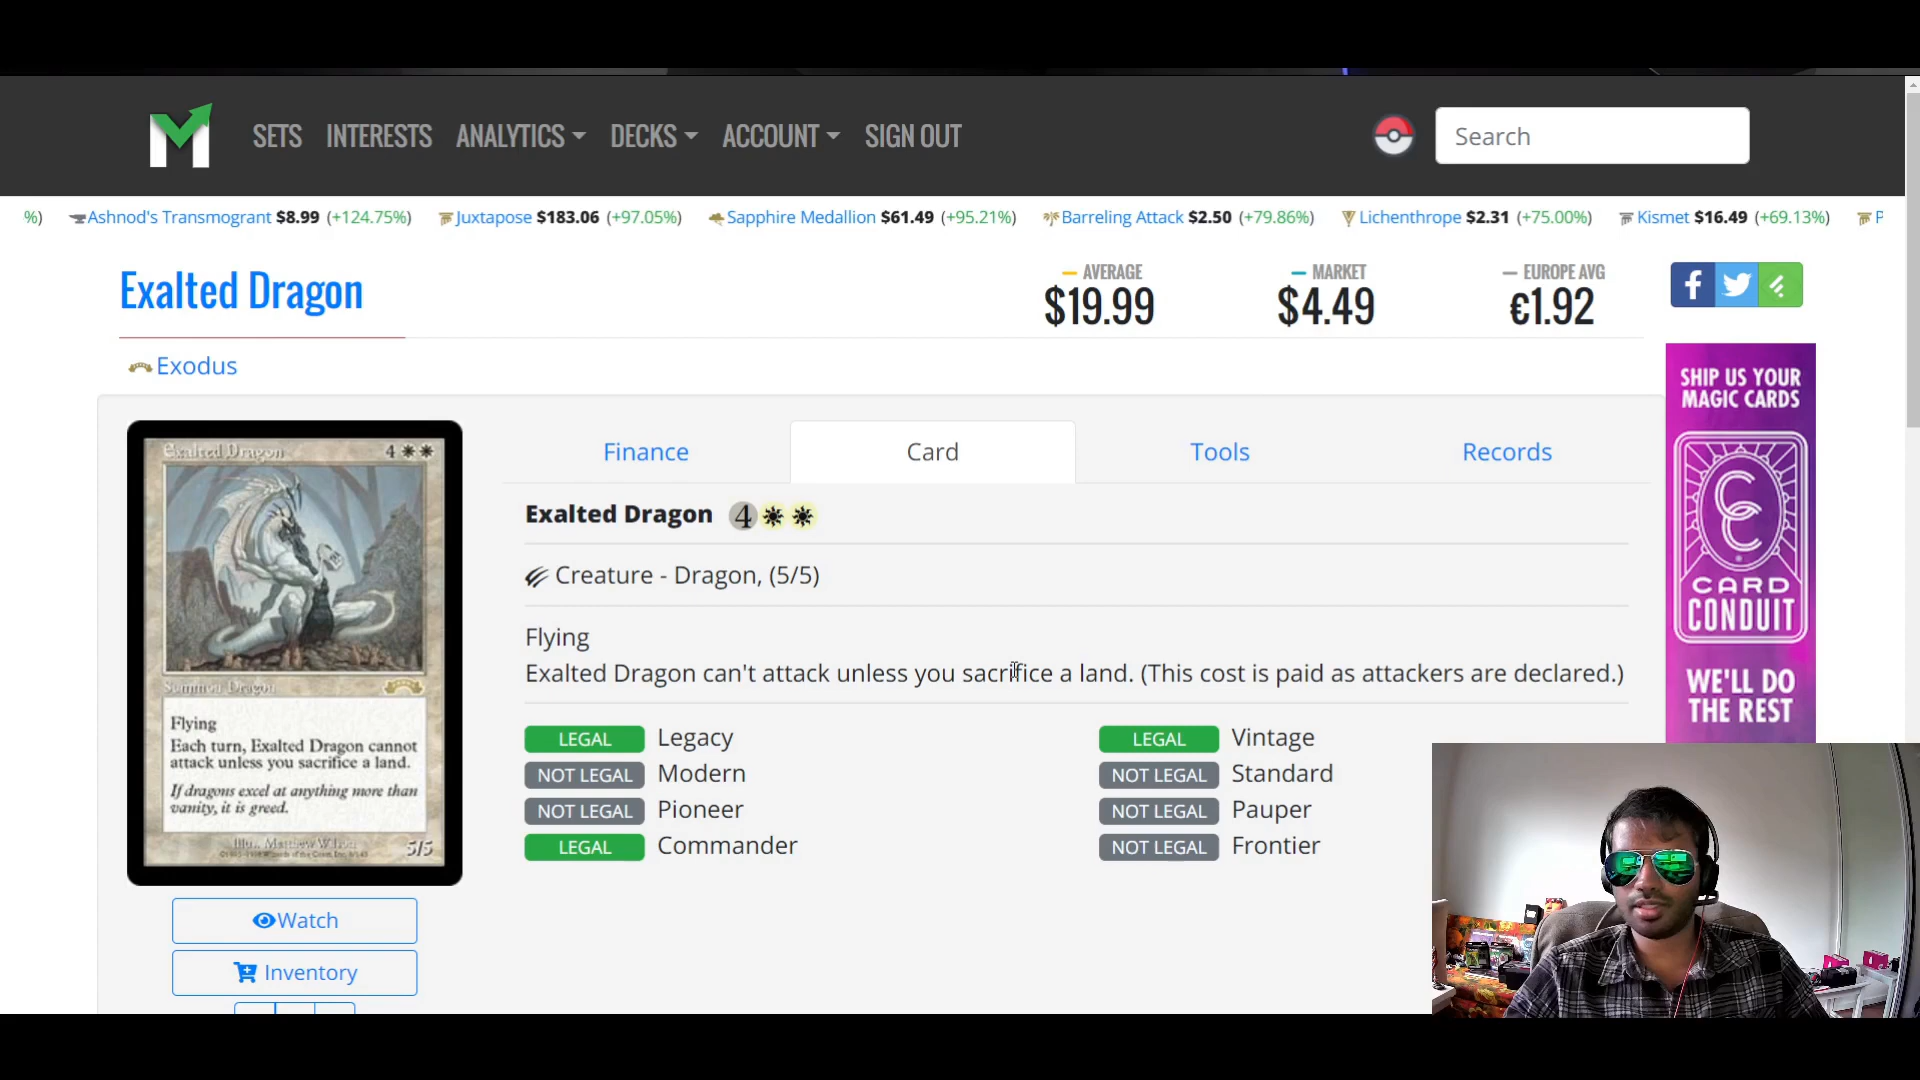 SETS INTERESTS ANALYTICS DECKS ACCOUNT SIGN OUT Search
%) Ashnod's Transmogrant $8.99 (+124.75%) Juxtapose $183.06 (+97.05%) Sapphire Medallion $61.49 (+95.21%) Barreling Attack $2.50 (+79.86%) Lichenthrope $2.31 (+75.00%) Kismet $16.49 (+69.13%) P
Exalted Dragon
AVERAGE
$19.99
MARKET
$4.49
EUROPE AVG
€1.92
Exodus
Exalted Dragon 4
Summon Dragon
Flying
Each turn, Exalted Dragon cannot
attack unless you sacrifice a land.
If dragons excel at anything more than
vanity, it is greed.
Illus. Matthew Wilson
5/5
Watch
Inventory
Finance Card Tools Records
Exalted Dragon 4
Creature - Dragon, (5/5)
Flying
Exalted Dragon can't attack unless you sacrifice a land. (This cost is paid as attackers are declared.)
LEGAL Legacy LEGAL Vintage
NOT LEGAL Modern NOT LEGAL Standard
NOT LEGAL Pioneer NOT LEGAL Pauper
LEGAL Commander NOT LEGAL Frontier
SHIP US YOUR
MAGIC CARDS
CARD
CONDUIT
WE'LL DO
THE REST